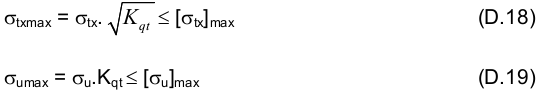 σtxmax = σtx. √Kqt ≤ [σtx]max (D.18)
σumax = σu.Kqt ≤ [σu]max (D.19)